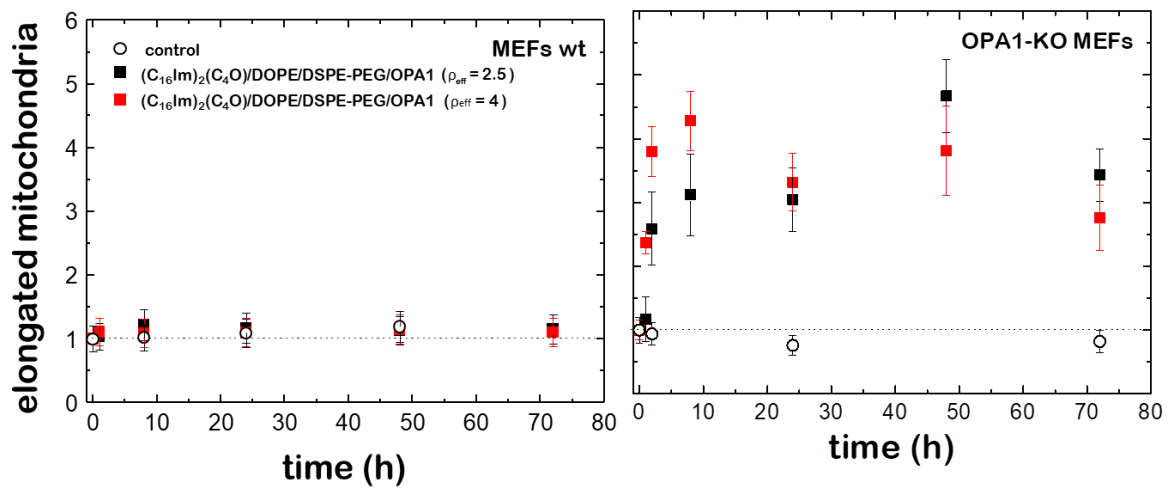 6
5
4
3
2
1
0
elongated mitochondria
MEFs wt
control
(C₁₆Im)₂(C₄O)/DOPE/DSPE-PEG/OPA1 (ρeff = 2.5)
(C₁₆Im)₂(C₄O)/DOPE/DSPE-PEG/OPA1 (ρeff = 4)
0 10 20 30 40 50 60 70 80
time (h)
OPA1-KO MEFs
0 10 20 30 40 50 60 70 80
time (h)